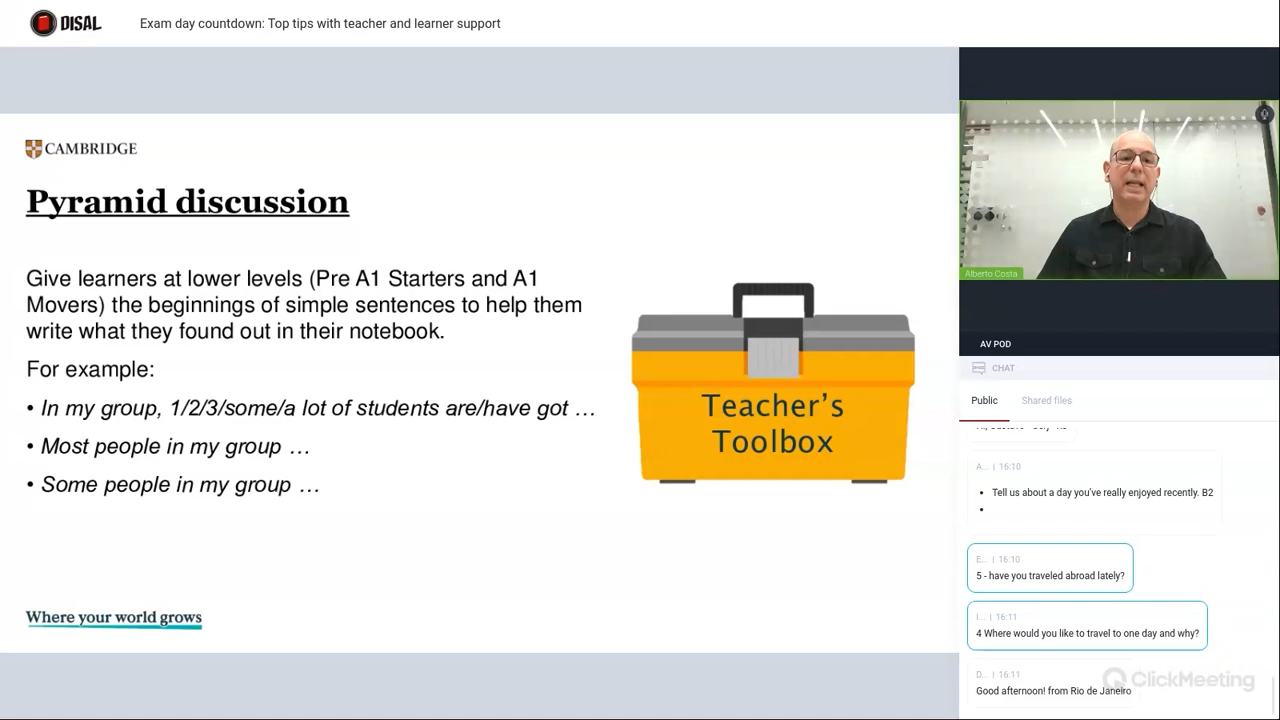 DISAL
Exam day countdown: Top tips with teacher and learner support
CAMBRIDGE
Pyramid discussion
Give learners at lower levels (Pre A1 Starters and A1
Movers) the beginnings of simple sentences to help them
write what they found out in their notebook.
For example:
• In my group, 1/2/3/some/a lot of students are/have got …
• Most people in my group …
• Some people in my group …
Teacher's
Toolbox
Where your world grows
Alberto Costa
AV POD
CHAT
Public
Shared files
A... | 16:10
• Tell us about a day you've really enjoyed recently. B2
•
E... | 16:10
5 - have you traveled abroad lately?
I... | 16:11
4 Where would you like to travel to one day and why?
D... | 16:11
Good afternoon! from Rio de Janeiro
ClickMeeting